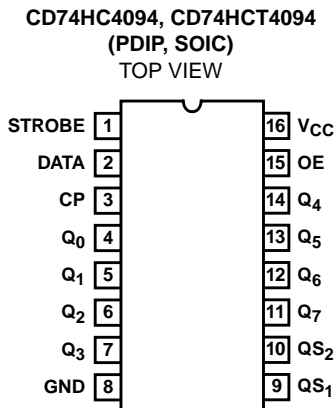 CD74HC4094, CD74HCT4094
(PDIP, SOIC)
TOP VIEW
STROBE 1 16 VCC
DATA 2 15 OE
CP 3 14 Q4
Q0 4 13 Q5
Q1 5 12 Q6
Q2 6 11 Q7
Q3 7 10 QS2
GND 8 9 QS1